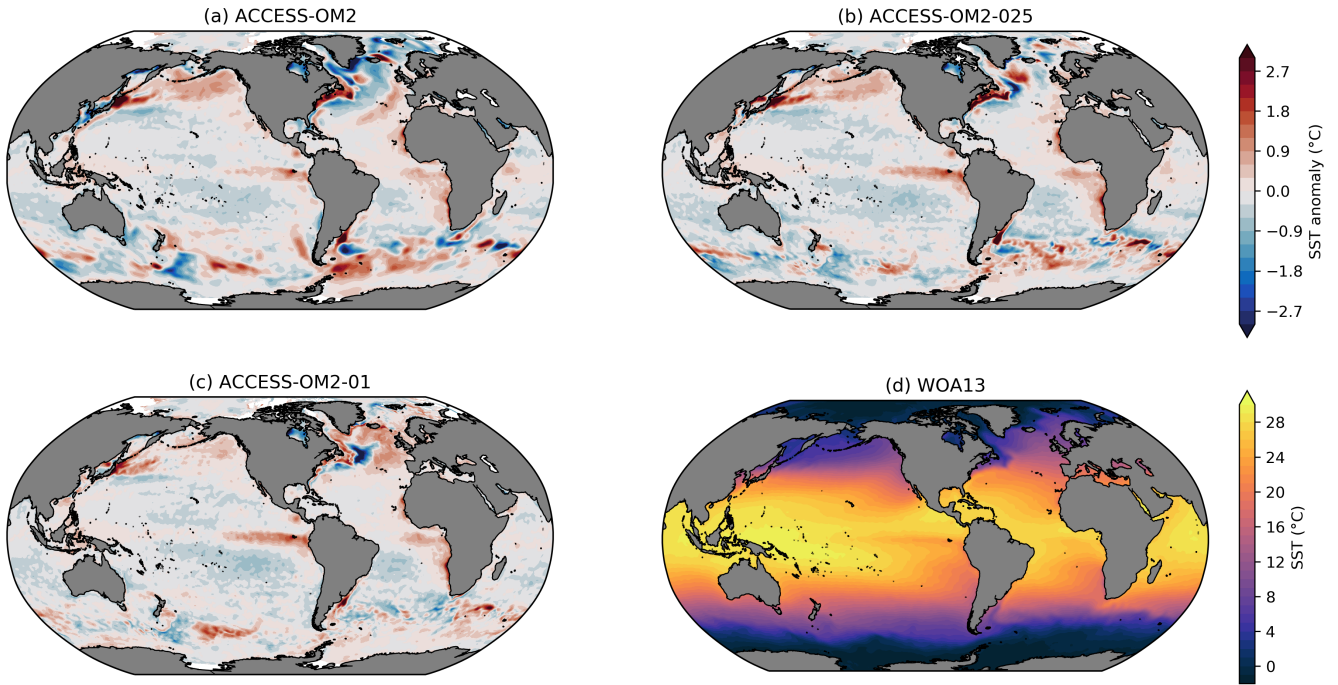 (a) ACCESS-OM2
(b) ACCESS-OM2-025
2.7
1.8
0.9
0.0
−0.9
−1.8
−2.7
SST anomaly (°C)
(c) ACCESS-OM2-01
(d) WOA13
28
24
20
16
12
8
4
0
SST (°C)